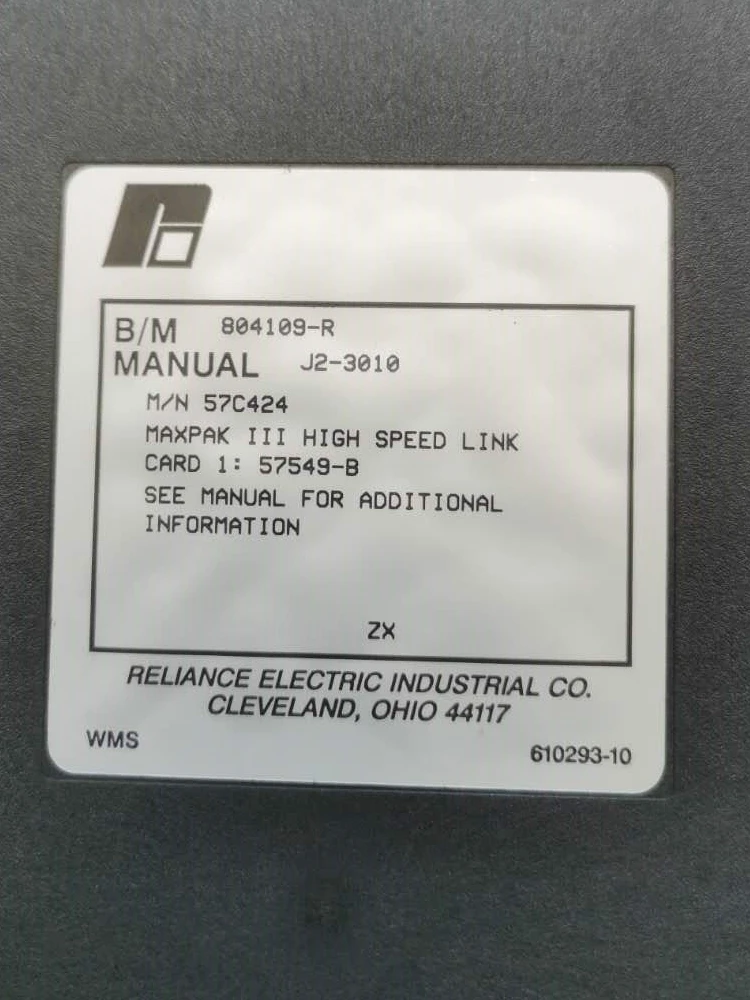 B/M 804109-R
MANUAL J2-3010
M/N 57C424
MAXPAK III HIGH SPEED LINK
CARD 1: 57549-B
SEE MANUAL FOR ADDITIONAL
INFORMATION
ZX
RELIANCE ELECTRIC INDUSTRIAL CO.
CLEVELAND, OHIO 44117
WMS 610293-10